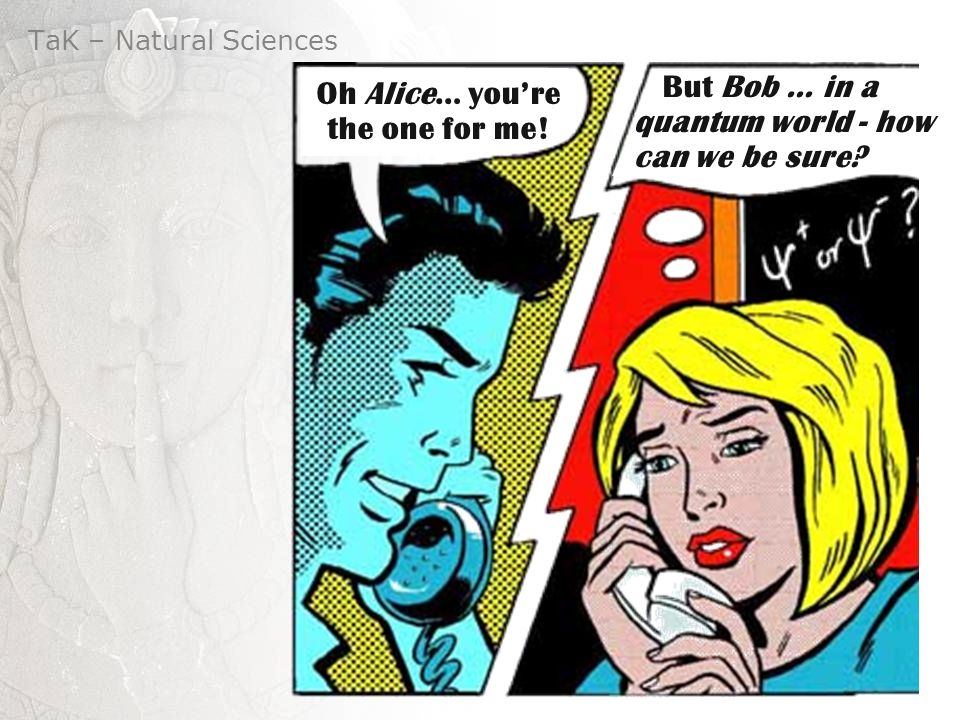 TaK – Natural Sciences
Oh Alice... you're
the one for me!
But Bob ... in a
quantum world - how
can we be sure?
Ψ⁺ or Ψ⁻ ?